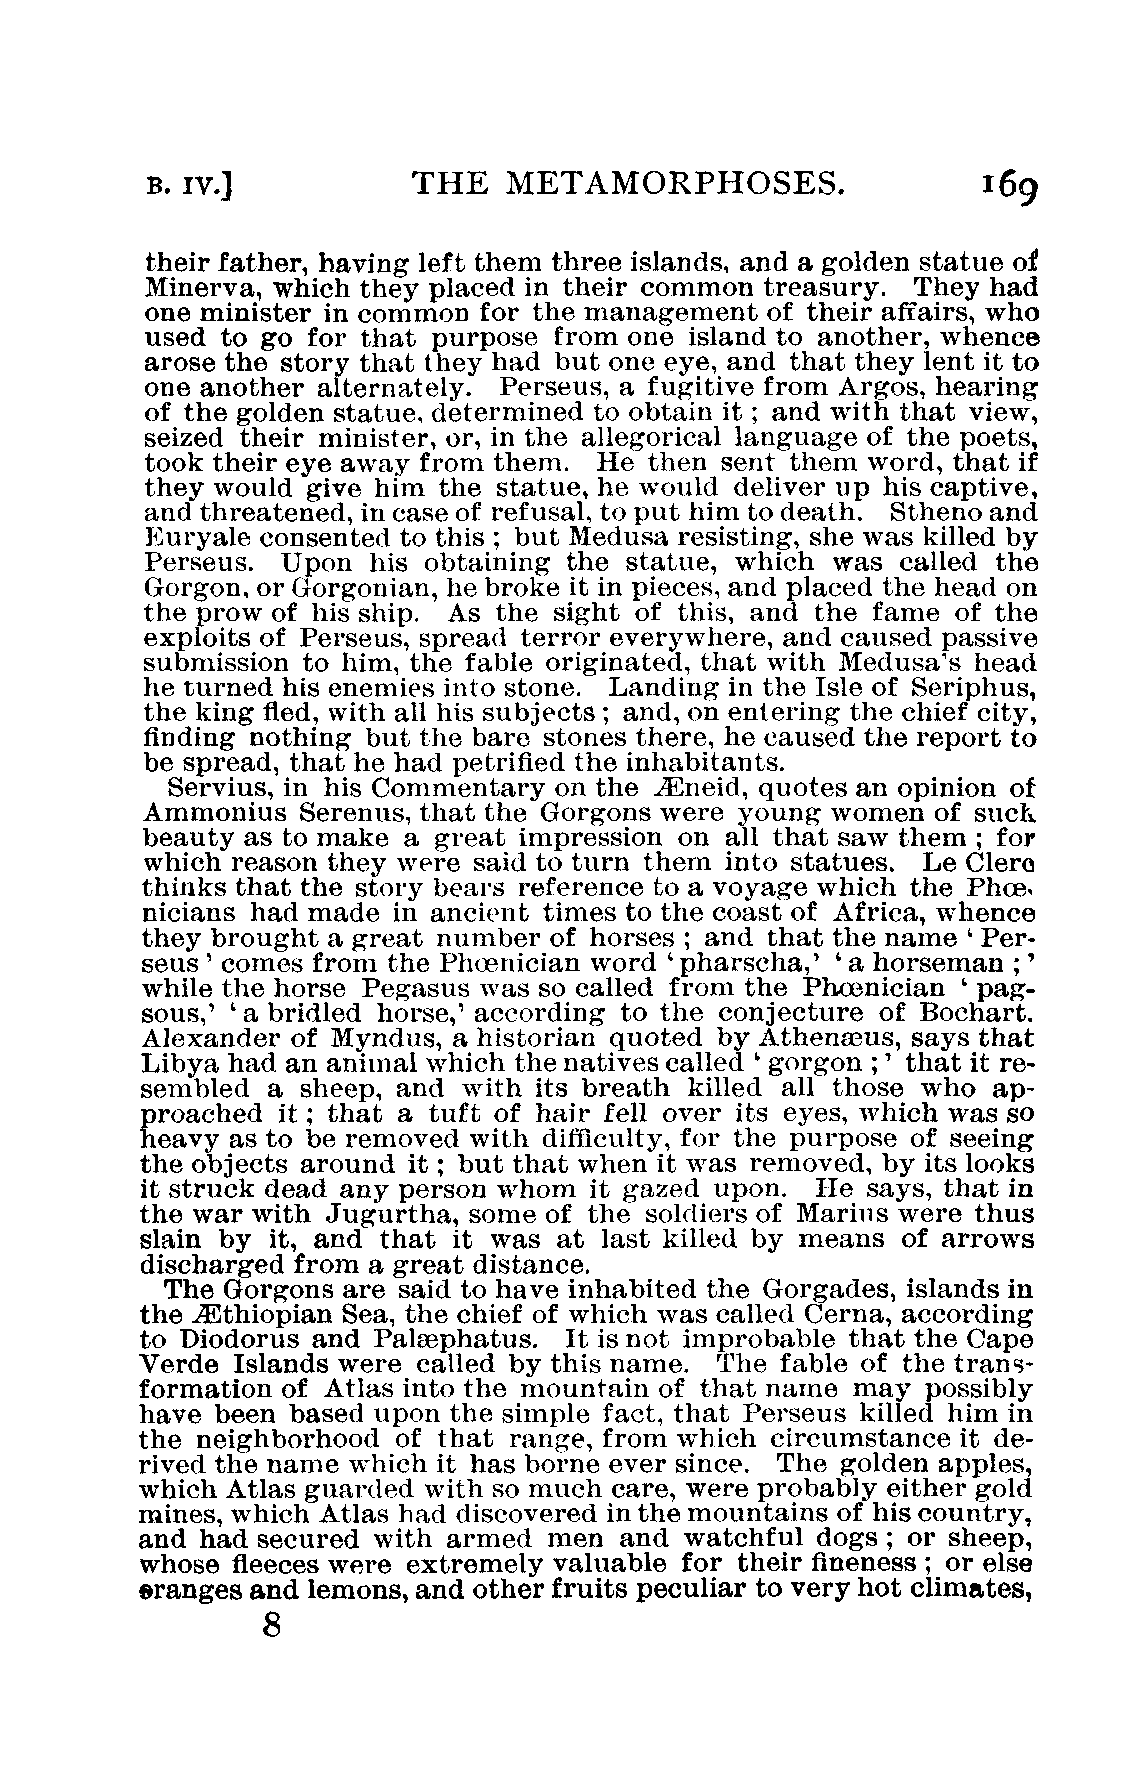 B. IV.] THE METAMORPHOSES. 169
their father, having left them three islands, and a golden statue of
Minerva, which they placed in their common treasury. They had
one minister in common for the management of their affairs, who
used to go for that purpose from one island to another, whence
arose the story that they had but one eye, and that they lent it to
one another alternately. Perseus, a fugitive from Argos, hearing
of the golden statue, determined to obtain it ; and with that view,
seized their minister, or, in the allegorical language of the poets,
took their eye away from them. He then sent them word, that if
they would give him the statue, he would deliver up his captive,
and threatened, in case of refusal, to put him to death. Stheno and
Euryale consented to this ; but Medusa resisting, she was killed by
Perseus. Upon his obtaining the statue, which was called the
Gorgon, or Gorgonian, he broke it in pieces, and placed the head on
the prow of his ship. As the sight of this, and the fame of the
exploits of Perseus, spread terror everywhere, and caused passive
submission to him, the fable originated, that with Medusa's head
he turned his enemies into stone. Landing in the Isle of Seriphus,
the king fled, with all his subjects ; and, on entering the chief city,
finding nothing but the bare stones there, he caused the report to
be spread, that he had petrified the inhabitants.
Servius, in his Commentary on the Æneid, quotes an opinion of
Ammonius Serenus, that the Gorgons were young women of such
beauty as to make a great impression on all that saw them ; for
which reason they were said to turn them into statues. Le Clerc
thinks that the story bears reference to a voyage which the Phœ-
nicians had made in ancient times to the coast of Africa, whence
they brought a great number of horses ; and that the name ‘ Per-
seus ’ comes from the Phœnician word ‘ pharscha,’ ‘ a horseman ; ’
while the horse Pegasus was so called from the Phœnician ‘ pag-
sous,’ ‘ a bridled horse,’ according to the conjecture of Bochart.
Alexander of Myndus, a historian quoted by Athenæus, says that
Libya had an animal which the natives called ‘ gorgon ; ’ that it re-
sembled a sheep, and with its breath killed all those who ap-
proached it ; that a tuft of hair fell over its eyes, which was so
heavy as to be removed with difficulty, for the purpose of seeing
the objects around it ; but that when it was removed, by its looks
it struck dead any person whom it gazed upon. He says, that in
the war with Jugurtha, some of the soldiers of Marius were thus
slain by it, and that it was at last killed by means of arrows
discharged from a great distance.
The Gorgons are said to have inhabited the Gorgades, islands in
the Æthiopian Sea, the chief of which was called Cerna, according
to Diodorus and Palæphatus. It is not improbable that the Cape
Verde Islands were called by this name. The fable of the trans-
formation of Atlas into the mountain of that name may possibly
have been based upon the simple fact, that Perseus killed him in
the neighborhood of that range, from which circumstance it de-
rived the name which it has borne ever since. The golden apples,
which Atlas guarded with so much care, were probably either gold
mines, which Atlas had discovered in the mountains of his country,
and had secured with armed men and watchful dogs ; or sheep,
whose fleeces were extremely valuable for their fineness ; or else
oranges and lemons, and other fruits peculiar to very hot climates,
8